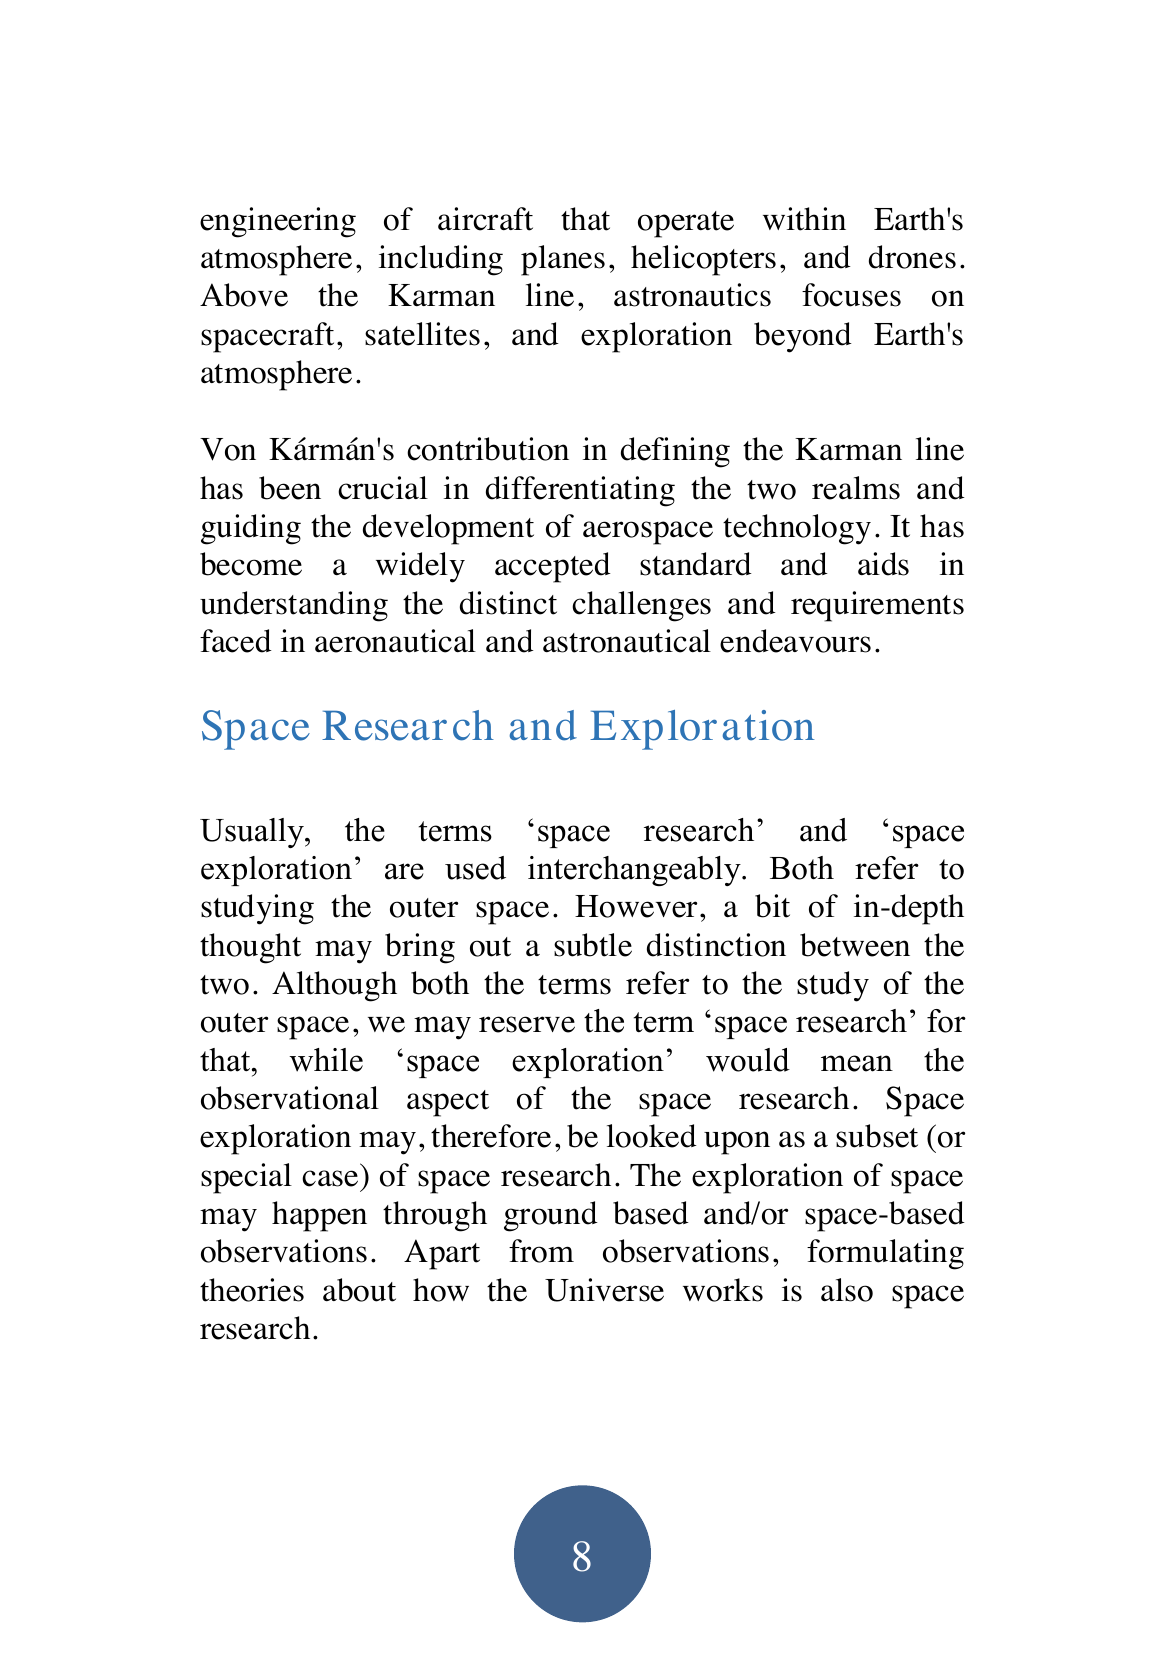 engineering of aircraft that operate within Earth's
atmosphere, including planes, helicopters, and drones.
Above the Karman line, astronautics focuses on
spacecraft, satellites, and exploration beyond Earth's
atmosphere.
Von Kármán's contribution in defining the Karman line
has been crucial in differentiating the two realms and
guiding the development of aerospace technology. It has
become a widely accepted standard and aids in
understanding the distinct challenges and requirements
faced in aeronautical and astronautical endeavours.
Space Research and Exploration
Usually, the terms ‘space research’ and ‘space
exploration’ are used interchangeably. Both refer to
studying the outer space. However, a bit of in-depth
thought may bring out a subtle distinction between the
two. Although both the terms refer to the study of the
outer space, we may reserve the term ‘space research’ for
that, while ‘space exploration’ would mean the
observational aspect of the space research. Space
exploration may, therefore, be looked upon as a subset (or
special case) of space research. The exploration of space
may happen through ground based and/or space-based
observations. Apart from observations, formulating
theories about how the Universe works is also space
research.
8